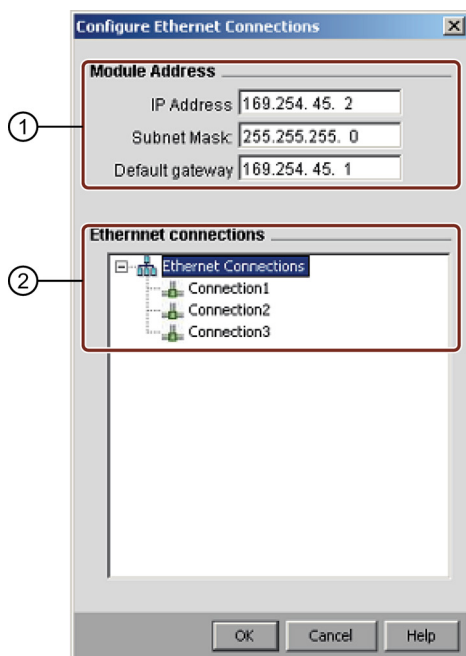 Configure Ethernet Connections
Module Address
IP Address 169.254. 45. 2
Subnet Mask: 255.255.255. 0
Default gateway 169.254. 45. 1
Ethernnet connections
Ethernet Connections
Connection1
Connection2
Connection3
OK Cancel Help
1
2